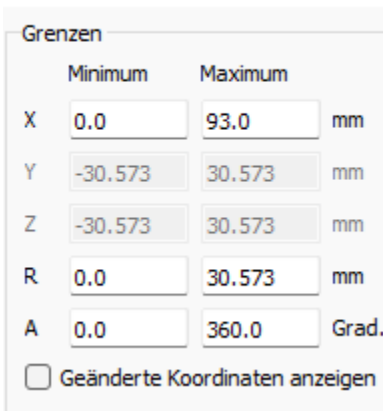 Grenzen
Minimum Maximum
X 0.0 93.0 mm
Y -30.573 30.573 mm
Z -30.573 30.573 mm
R 0.0 30.573 mm
A 0.0 360.0 Grad.
Geänderte Koordinaten anzeigen